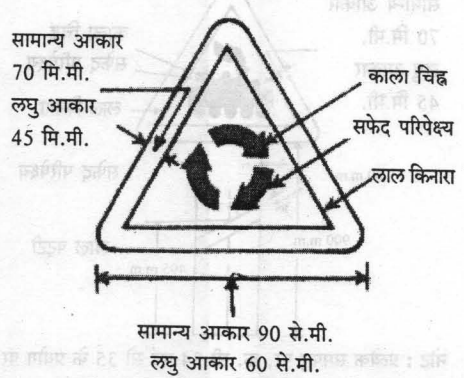 सामान्य आकार
70 मि.मी.
लघु आकार
45 मि.मी.
काला चिह्न
सफेद परिपेक्ष्य
लाल किनारा
सामान्य आकार 90 से.मी.
लघु आकार 60 से.मी.